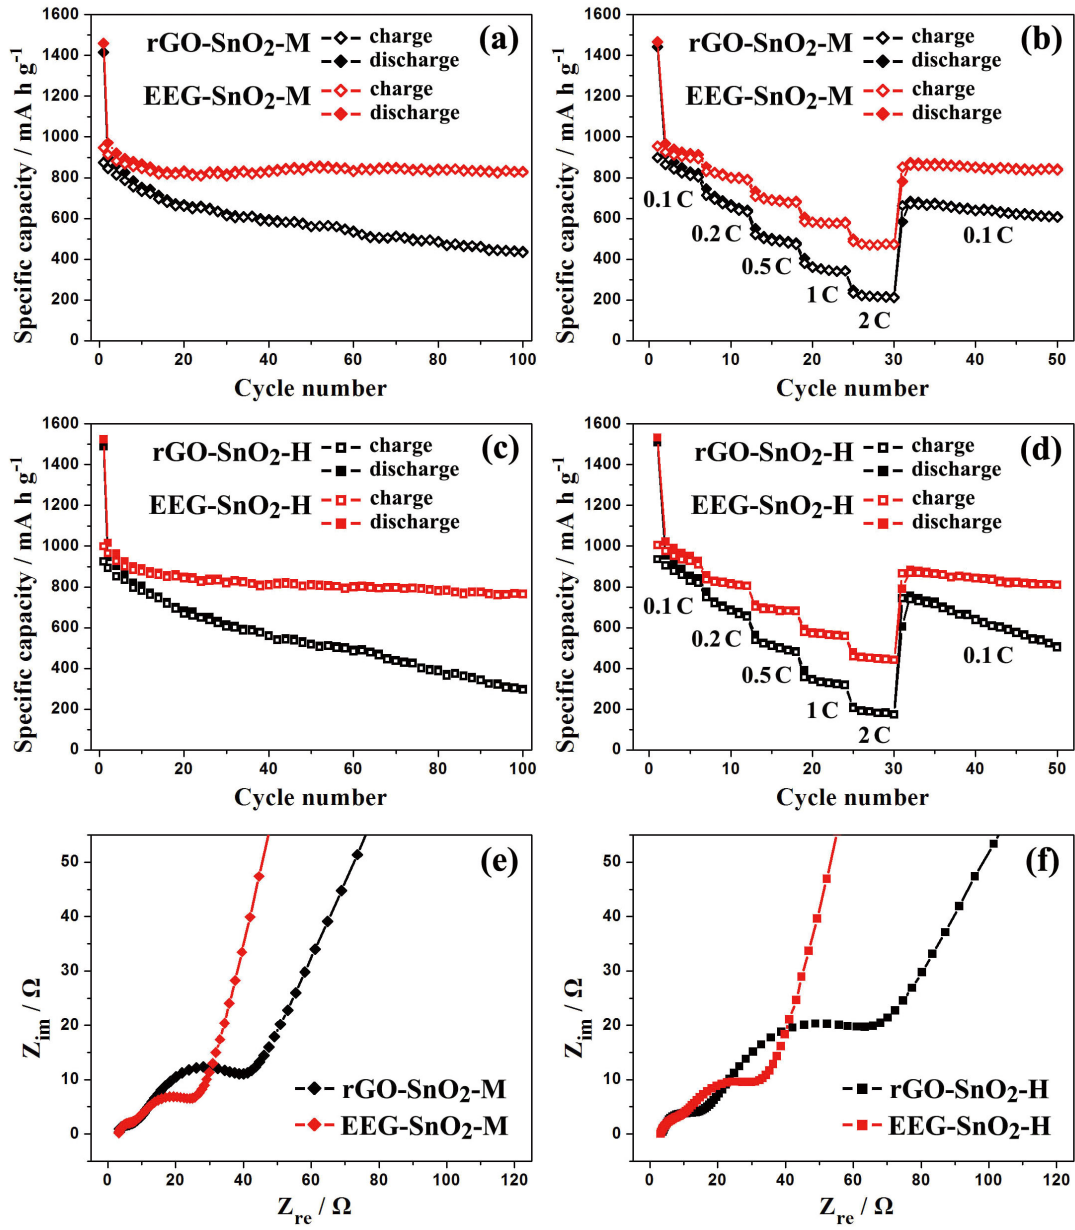 (a)
rGO-SnO2-M
charge
discharge
EEG-SnO2-M
charge
discharge
1600
1400
1200
1000
800
600
400
200
0
Specific capacity / mA h g-1
0 20 40 60 80 100
Cycle number
(b)
rGO-SnO2-M
charge
discharge
EEG-SnO2-M
charge
discharge
1600
1400
1200
1000
800
600
400
200
0
Specific capacity / mA h g-1
0.1 C
0.2 C
0.5 C
1 C
2 C
0.1 C
0 10 20 30 40 50
Cycle number
(c)
rGO-SnO2-H
charge
discharge
EEG-SnO2-H
charge
discharge
1600
1400
1200
1000
800
600
400
200
0
Specific capacity / mA h g-1
0 20 40 60 80 100
Cycle number
(d)
rGO-SnO2-H
charge
discharge
EEG-SnO2-H
charge
discharge
1600
1400
1200
1000
800
600
400
200
0
Specific capacity / mA h g-1
0.1 C
0.2 C
0.5 C
1 C
2 C
0.1 C
0 10 20 30 40 50
Cycle number
(e)
50
40
30
20
10
0
Zim / Ω
rGO-SnO2-M
EEG-SnO2-M
0 20 40 60 80 100 120
Zre / Ω
(f)
50
40
30
20
10
0
Zim / Ω
rGO-SnO2-H
EEG-SnO2-H
0 20 40 60 80 100 120
Zre / Ω